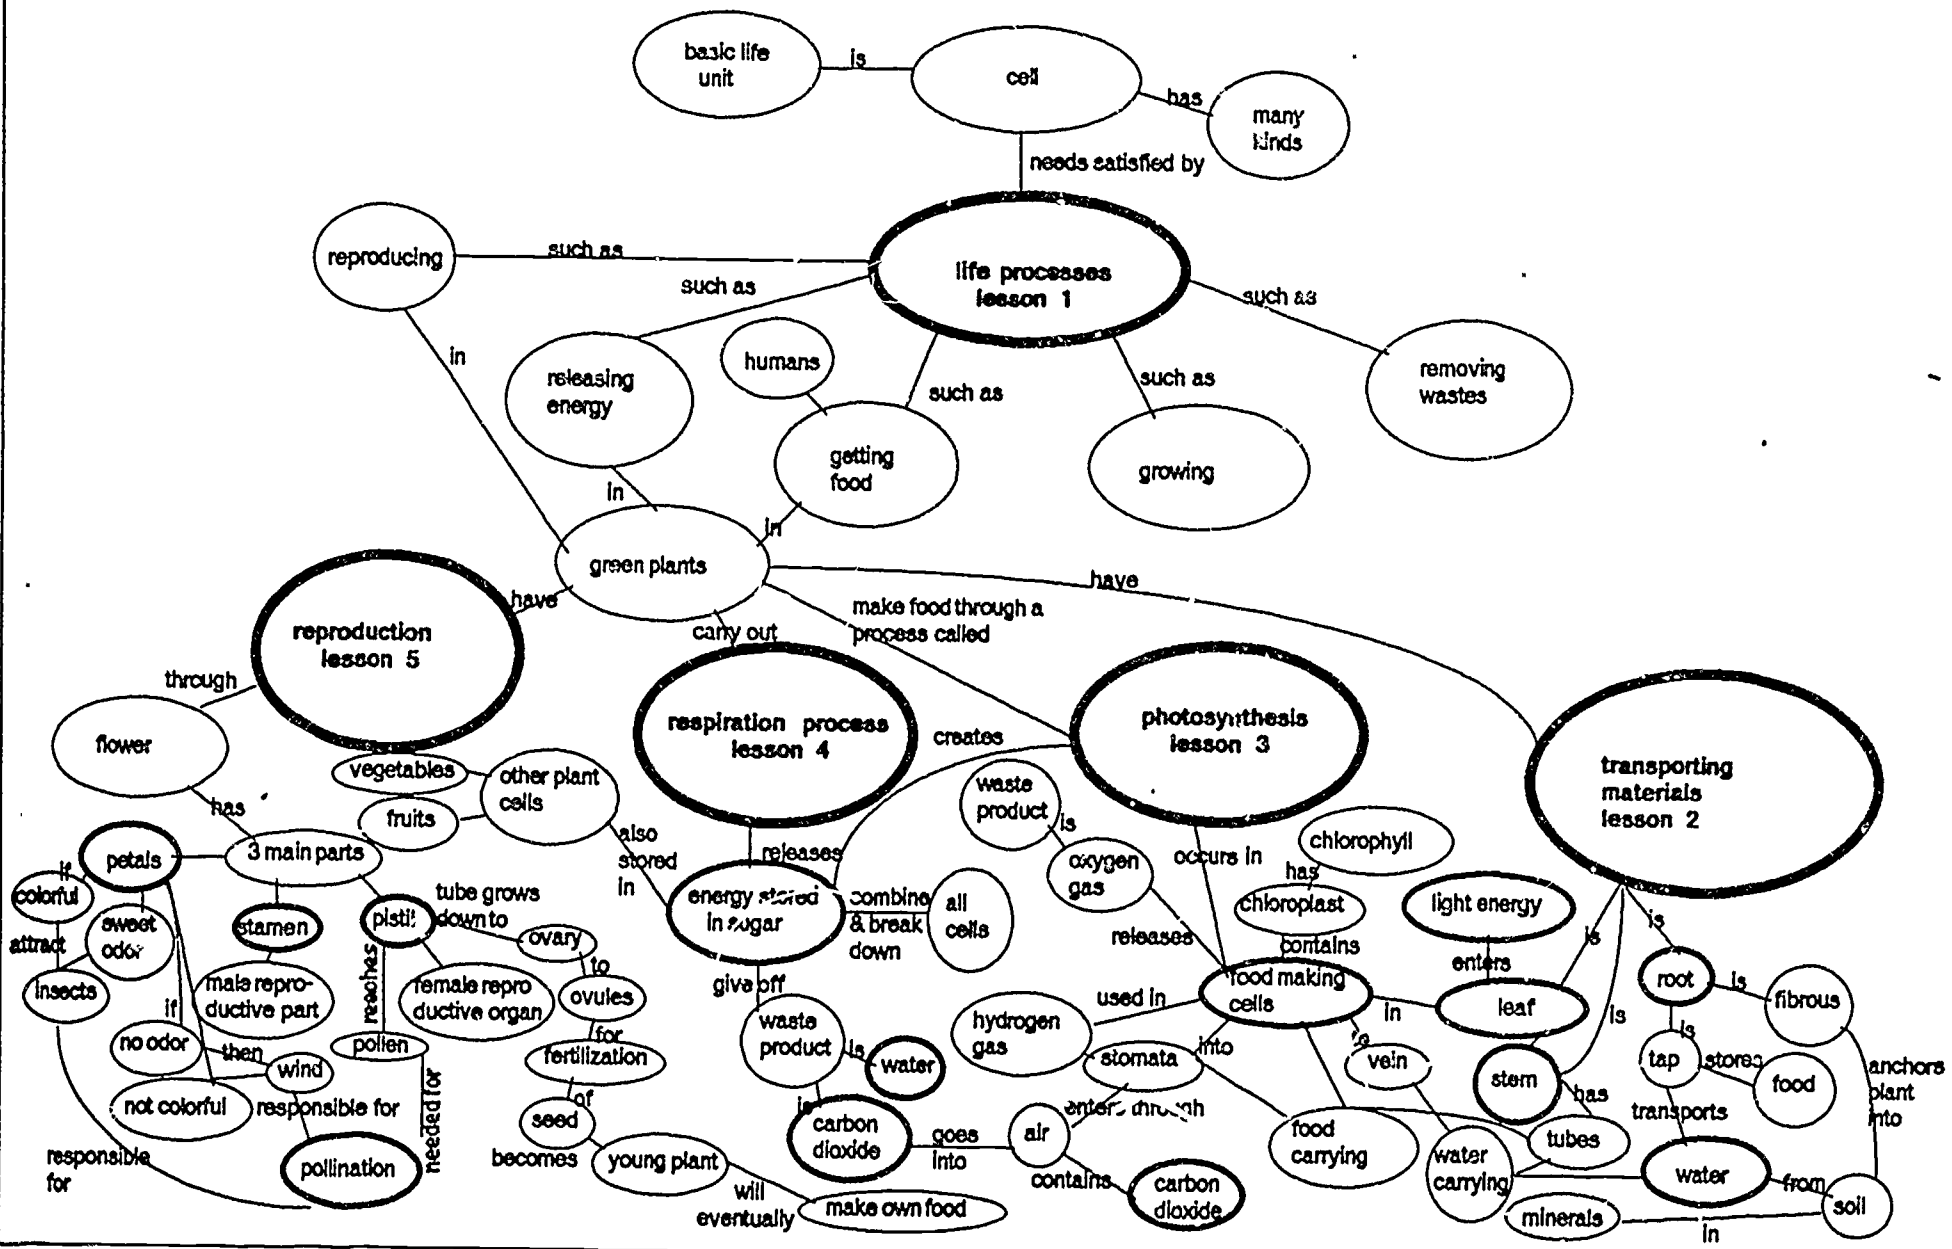 basic life
unit
is
cell
has
many
kinds
needs satisfied by
reproducing
such as
life processes
lesson 1
such as
such as
in
releasing
energy
humans
such as
such as
removing
wastes
getting
food
growing
in
in
green plants
have
have
make food through a
process called
carry out
reproduction
lesson 5
through
respiration process
lesson 4
creates
photosynthesis
lesson 3
transporting
materials
lesson 2
flower
vegetables
other plant
cells
waste
product
is
has
fruits
also
stored
in
releases
oxygen
gas
occurs in
chlorophyll
has
petals
3 main parts
if
colorful
tube grows
down to
energy stored
in sugar
combine
& break
down
all
cells
chloroplast
light energy
sweet
odor
stamen
pistil
ovary
releases
contains
is
is
attract
insects
to
give off
food making
cells
enters
root
is
fibrous
male repro-
ductive part
reaches
female repro
ductive organ
ovules
used in
in
leaf
if
is
is
no odor
then
wind
pollen
for
fertilization
waste
product
is
water
hydrogen
gas
stomata
into
vein
stem
tap
stores
food
anchors
plant
into
not colorful
responsible for
needed for
of
seed
is
carbon
dioxide
enters through
has
transports
goes
into
air
food
carrying
tubes
responsible
for
pollination
becomes
young plant
contains
carbon
dioxide
water
carrying
water
from
soil
will
eventually
make own food
minerals
in